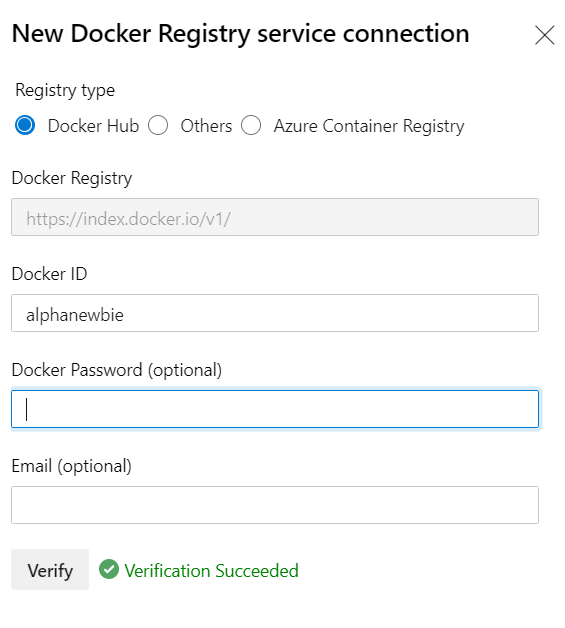 New Docker Registry service connection
Registry type
Docker Hub Others Azure Container Registry
Docker Registry
https://index.docker.io/v1/
Docker ID
alphanewbie
Docker Password (optional)
Email (optional)
Verify Verification Succeeded